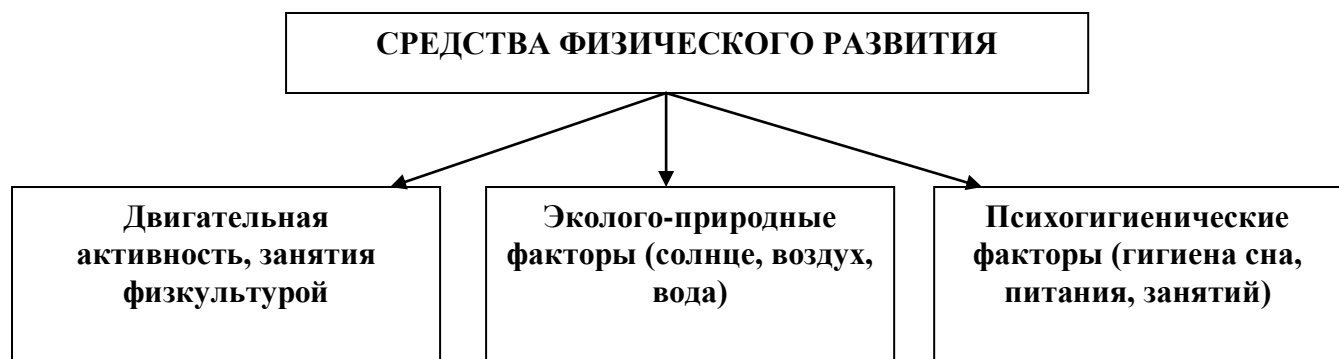 СРЕДСТВА ФИЗИЧЕСКОГО РАЗВИТИЯ
Двигательная
активность, занятия
физкультурой
Эколого-природные
факторы (солнце, воздух,
вода)
Психогигиенические
факторы (гигиена сна,
питания, занятий)